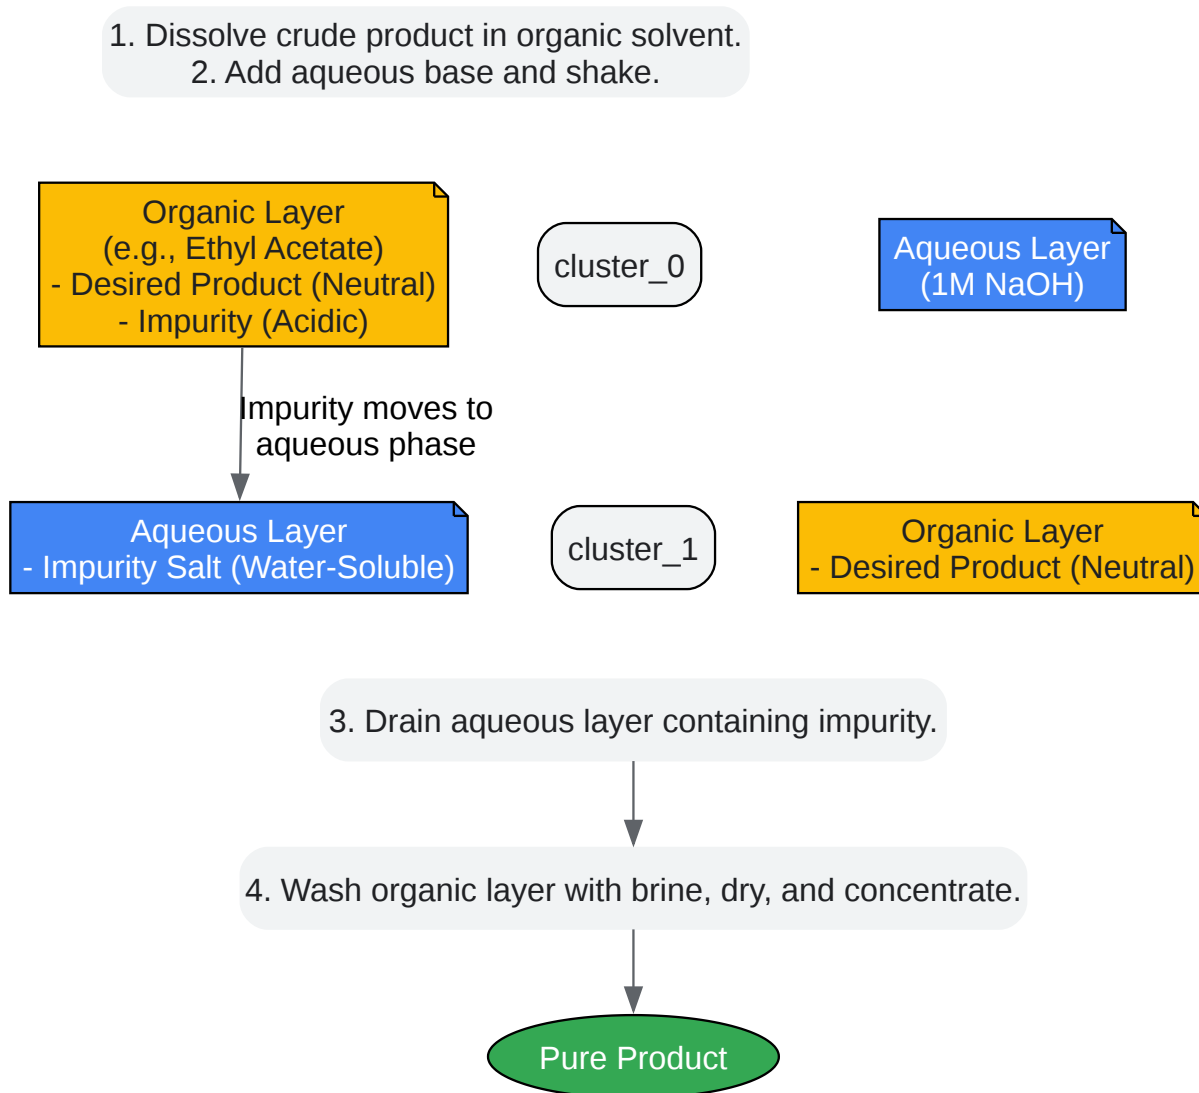 1. Dissolve crude product in organic solvent.
2. Add aqueous base and shake.
Organic Layer
(e.g., Ethyl Acetate)
- Desired Product (Neutral)
- Impurity (Acidic)
cluster_0
Aqueous Layer
(1M NaOH)
Impurity moves to
aqueous phase
Aqueous Layer
- Impurity Salt (Water-Soluble)
cluster_1
Organic Layer
- Desired Product (Neutral)
3. Drain aqueous layer containing impurity.
4. Wash organic layer with brine, dry, and concentrate.
Pure Product